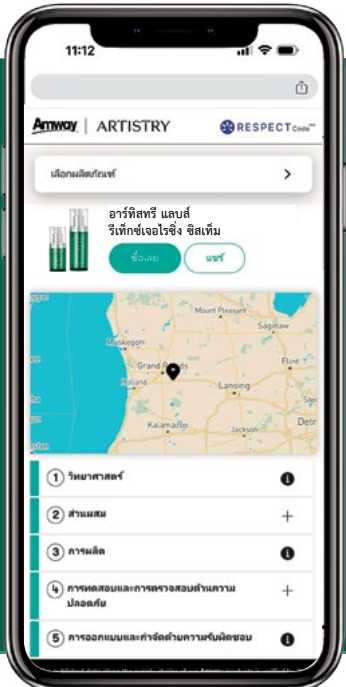 11:12
Amway | ARTISTRY
RESPECT Code™
เลือกผลิตภัณฑ์
อาร์ทิสทรี แลบส์
รีเท็กซ์เจอไรซิ่ง ซิสเท็ม
ซื้อเลย
แชร์
Mount Pleasant
Saginaw
Muskegon
Grand Rapids
Flint
Holland
Lansing
Kalamazoo
Jackson
Detr
1 วิทยาศาสตร์
2 ส่วนผสม
3 การผลิต
4 การทดสอบและการตรวจสอบด้านความ
ปลอดภัย
5 การออกแบบและกำจัดด้วยความรับผิดชอบ